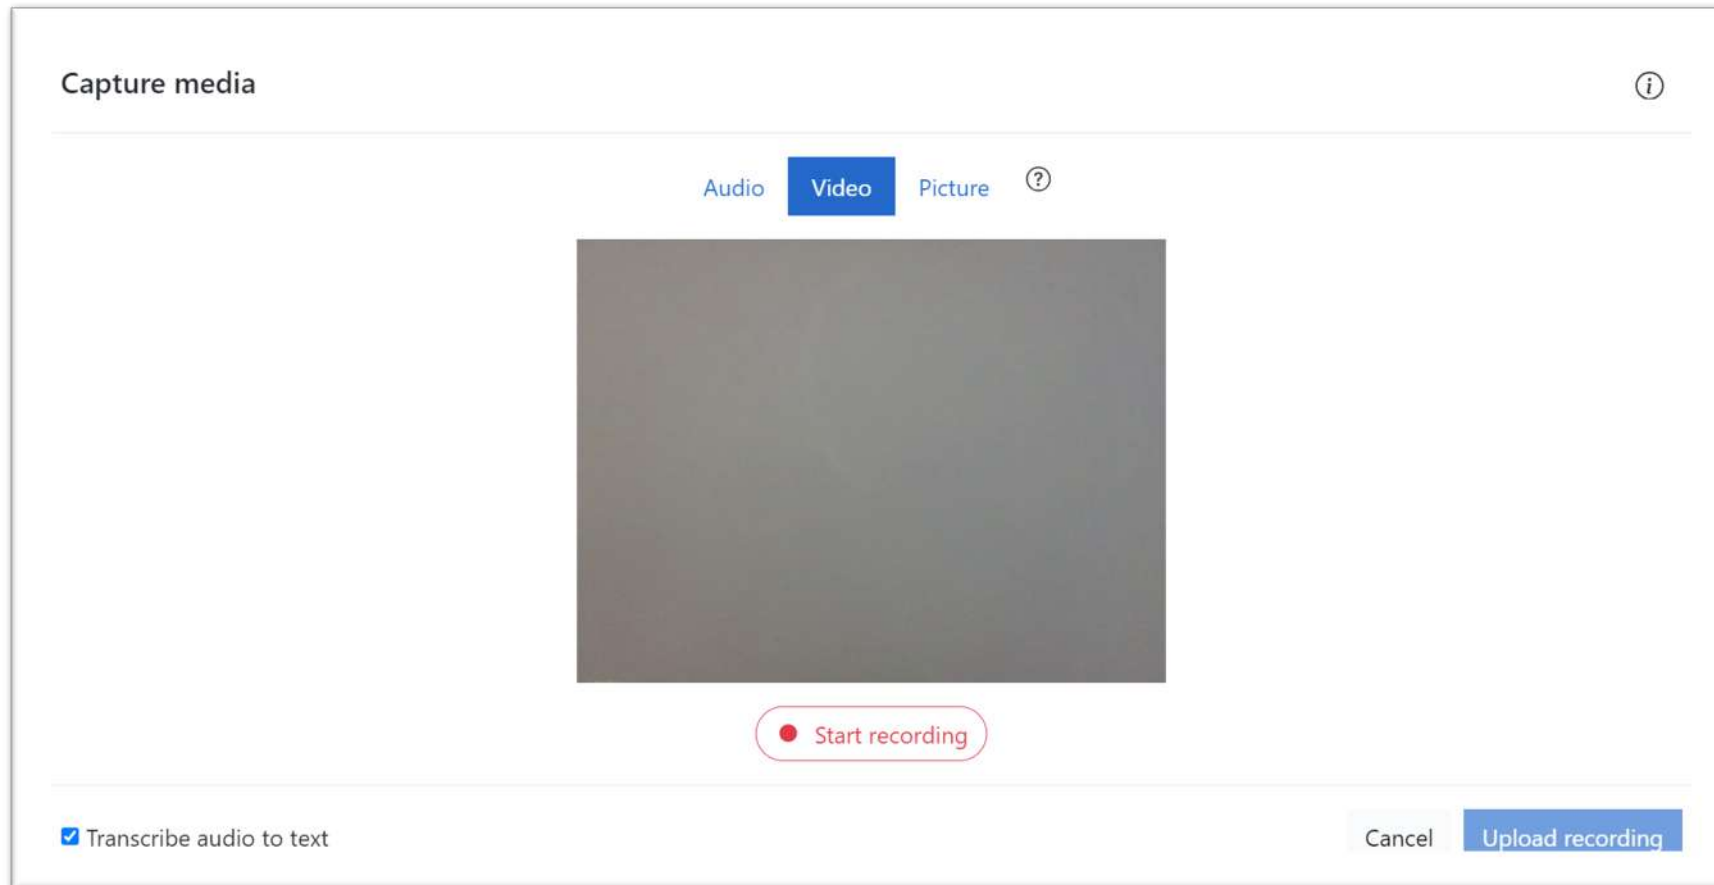 Capture media
Audio Video Picture
Start recording
Transcribe audio to text
Cancel Upload recording